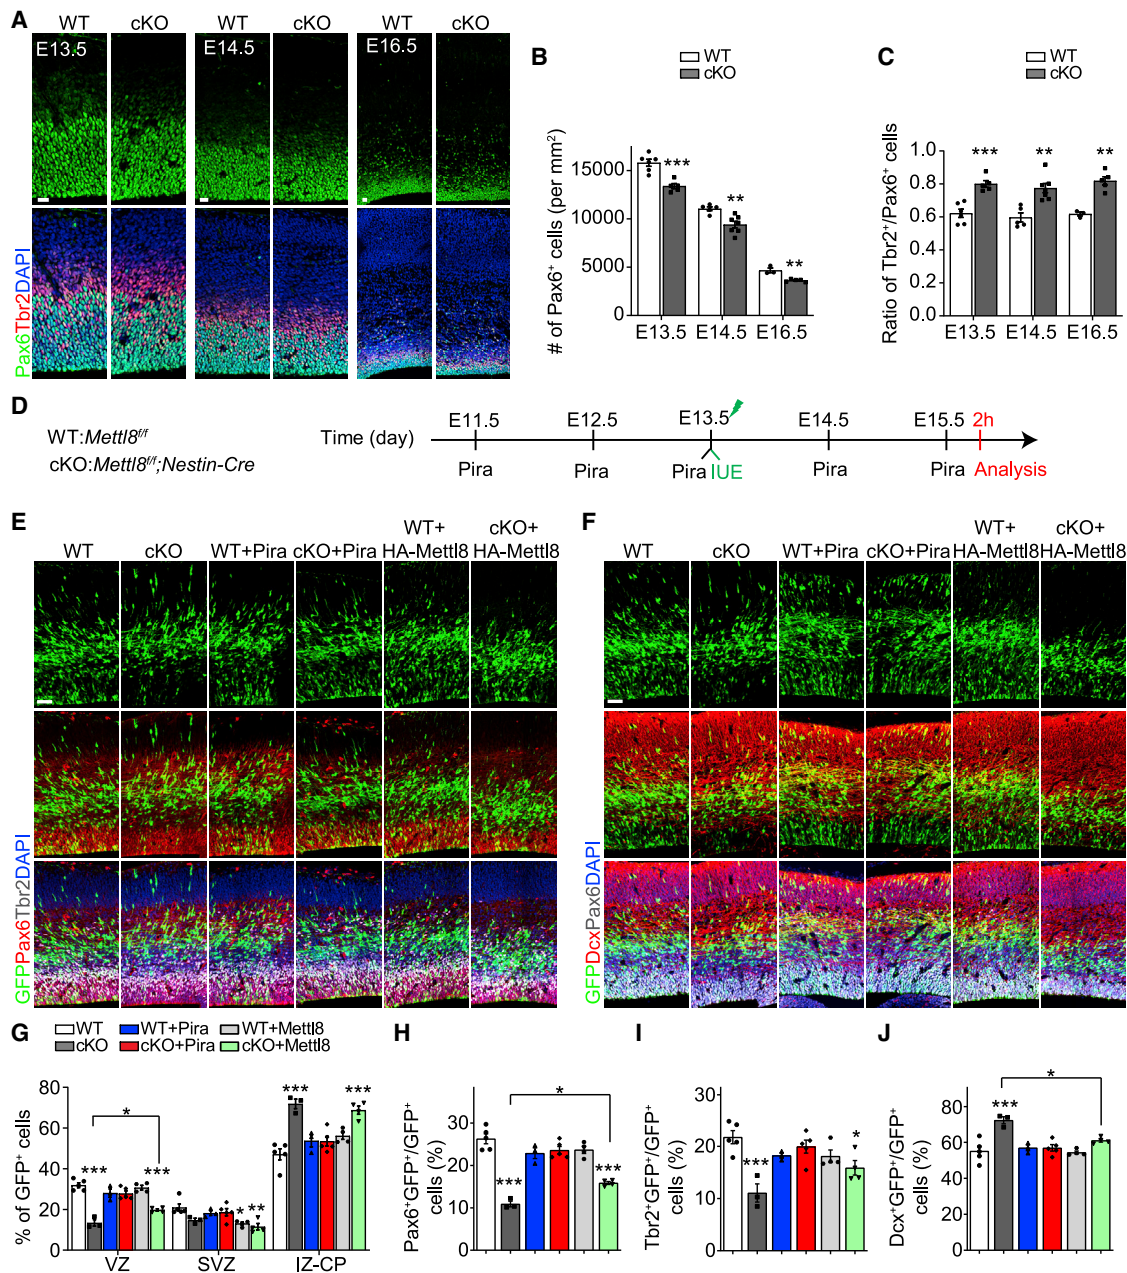 A
WT cKO WT cKO WT cKO
E13.5 E14.5 E16.5
Pax6Tbr2DAPI
B
WT
cKO
# of Pax6+ cells (per mm2)
15000
10000
5000
0
*** ** **
E13.5 E14.5 E16.5
C
WT
cKO
Ratio of Tbr2+/Pax6+ cells
1.0
0.8
0.6
0.4
0.2
0.0
*** ** **
E13.5 E14.5 E16.5
D
WT:Mettl8f/f
cKO:Mettl8f/f;Nestin-Cre
Time (day)
E11.5 E12.5 E13.5 E14.5 E15.5 2h
Pira Pira Pira IUE Pira Pira Analysis
E
WT cKO WT+Pira cKO+Pira WT+ HA-Mettl8 cKO+ HA-Mettl8
GFPPax6Tbr2DAPI
F
WT cKO WT+Pira cKO+Pira WT+ HA-Mettl8 cKO+ HA-Mettl8
GFPDcxPax6DAPI
G
WT WT+Pira WT+Mettl8
cKO cKO+Pira cKO+Mettl8
% of GFP+ cells
80
60
40
20
0
*
*** *** * ** *** ***
VZ SVZ IZ-CP
H
Pax6+GFP+/GFP+ cells (%)
30
20
10
0
*
*** ***
I
Tbr2+GFP+/GFP+ cells (%)
30
20
10
0
*** *
J
Dcx+GFP+/GFP+ cells (%)
80
60
40
20
0
***
*